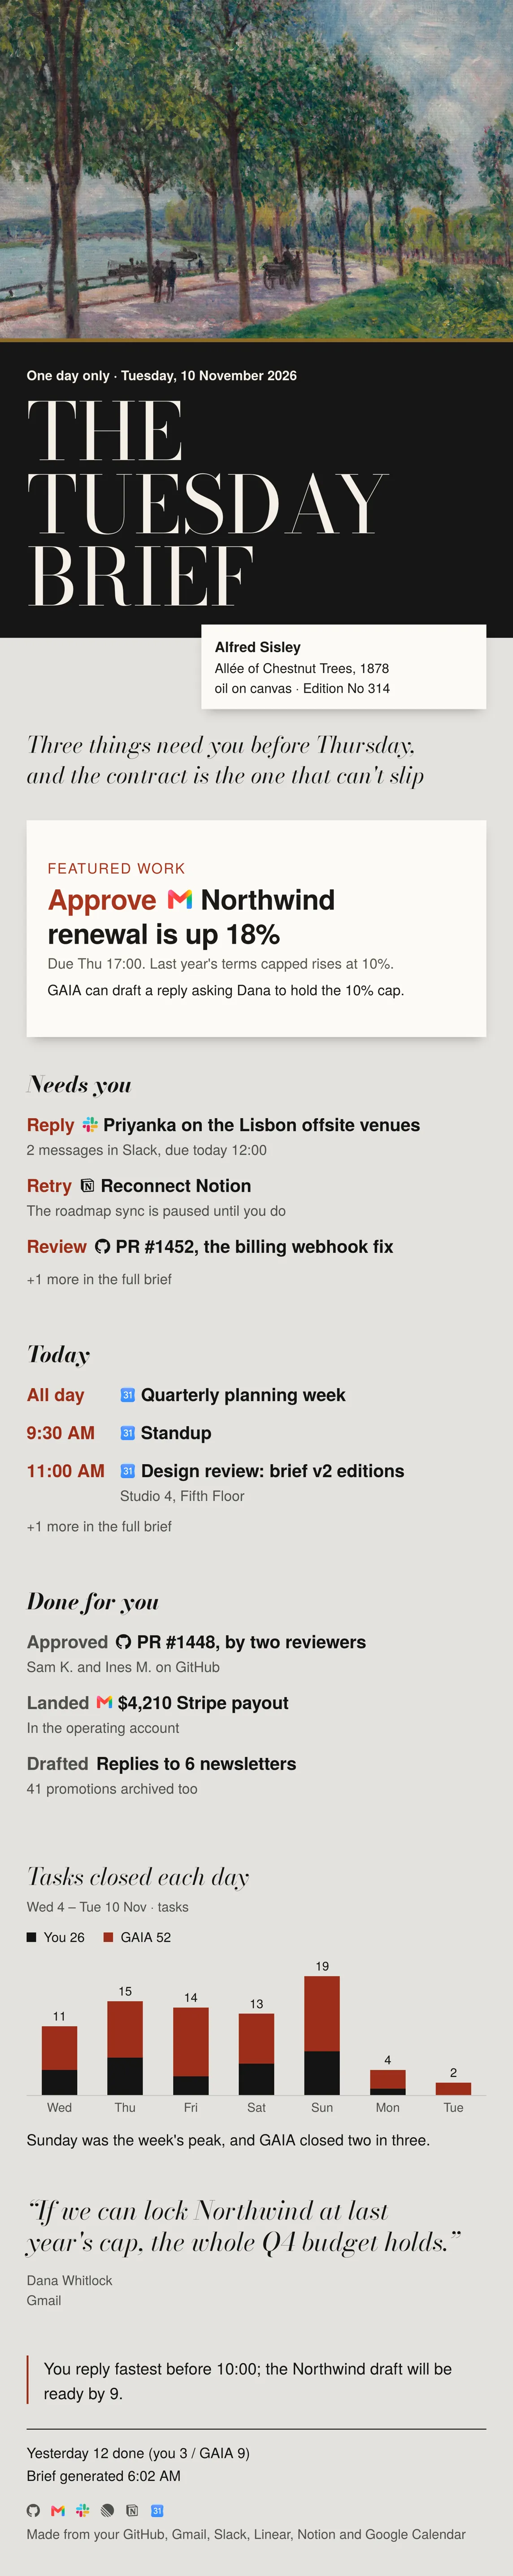 One day only · Tuesday, 10 November 2026
THE
TUESDAY
BRIEF
Alfred Sisley
Allée of Chestnut Trees, 1878
oil on canvas · Edition No 314
Three things need you before Thursday,
and the contract is the one that can't slip
FEATURED WORK
Approve Northwind
renewal is up 18%
Due Thu 17:00. Last year's terms capped rises at 10%.
GAIA can draft a reply asking Dana to hold the 10% cap.
Needs you
Reply Priyanka on the Lisbon offsite venues
2 messages in Slack, due today 12:00
Retry Reconnect Notion
The roadmap sync is paused until you do
Review PR #1452, the billing webhook fix
+1 more in the full brief
Today
All day 31 Quarterly planning week
9:30 AM 31 Standup
11:00 AM 31 Design review: brief v2 editions
Studio 4, Fifth Floor
+1 more in the full brief
Done for you
Approved PR #1448, by two reviewers
Sam K. and Ines M. on GitHub
Landed $4,210 Stripe payout
In the operating account
Drafted Replies to 6 newsletters
41 promotions archived too
Tasks closed each day
Wed 4 – Tue 10 Nov · tasks
You 26 GAIA 52
11 15 14 13 19 4 2
Wed Thu Fri Sat Sun Mon Tue
Sunday was the week's peak, and GAIA closed two in three.
“If we can lock Northwind at last
year's cap, the whole Q4 budget holds.”
Dana Whitlock
Gmail
You reply fastest before 10:00; the Northwind draft will be
ready by 9.
Yesterday 12 done (you 3 / GAIA 9)
Brief generated 6:02 AM
31
Made from your GitHub, Gmail, Slack, Linear, Notion and Google Calendar